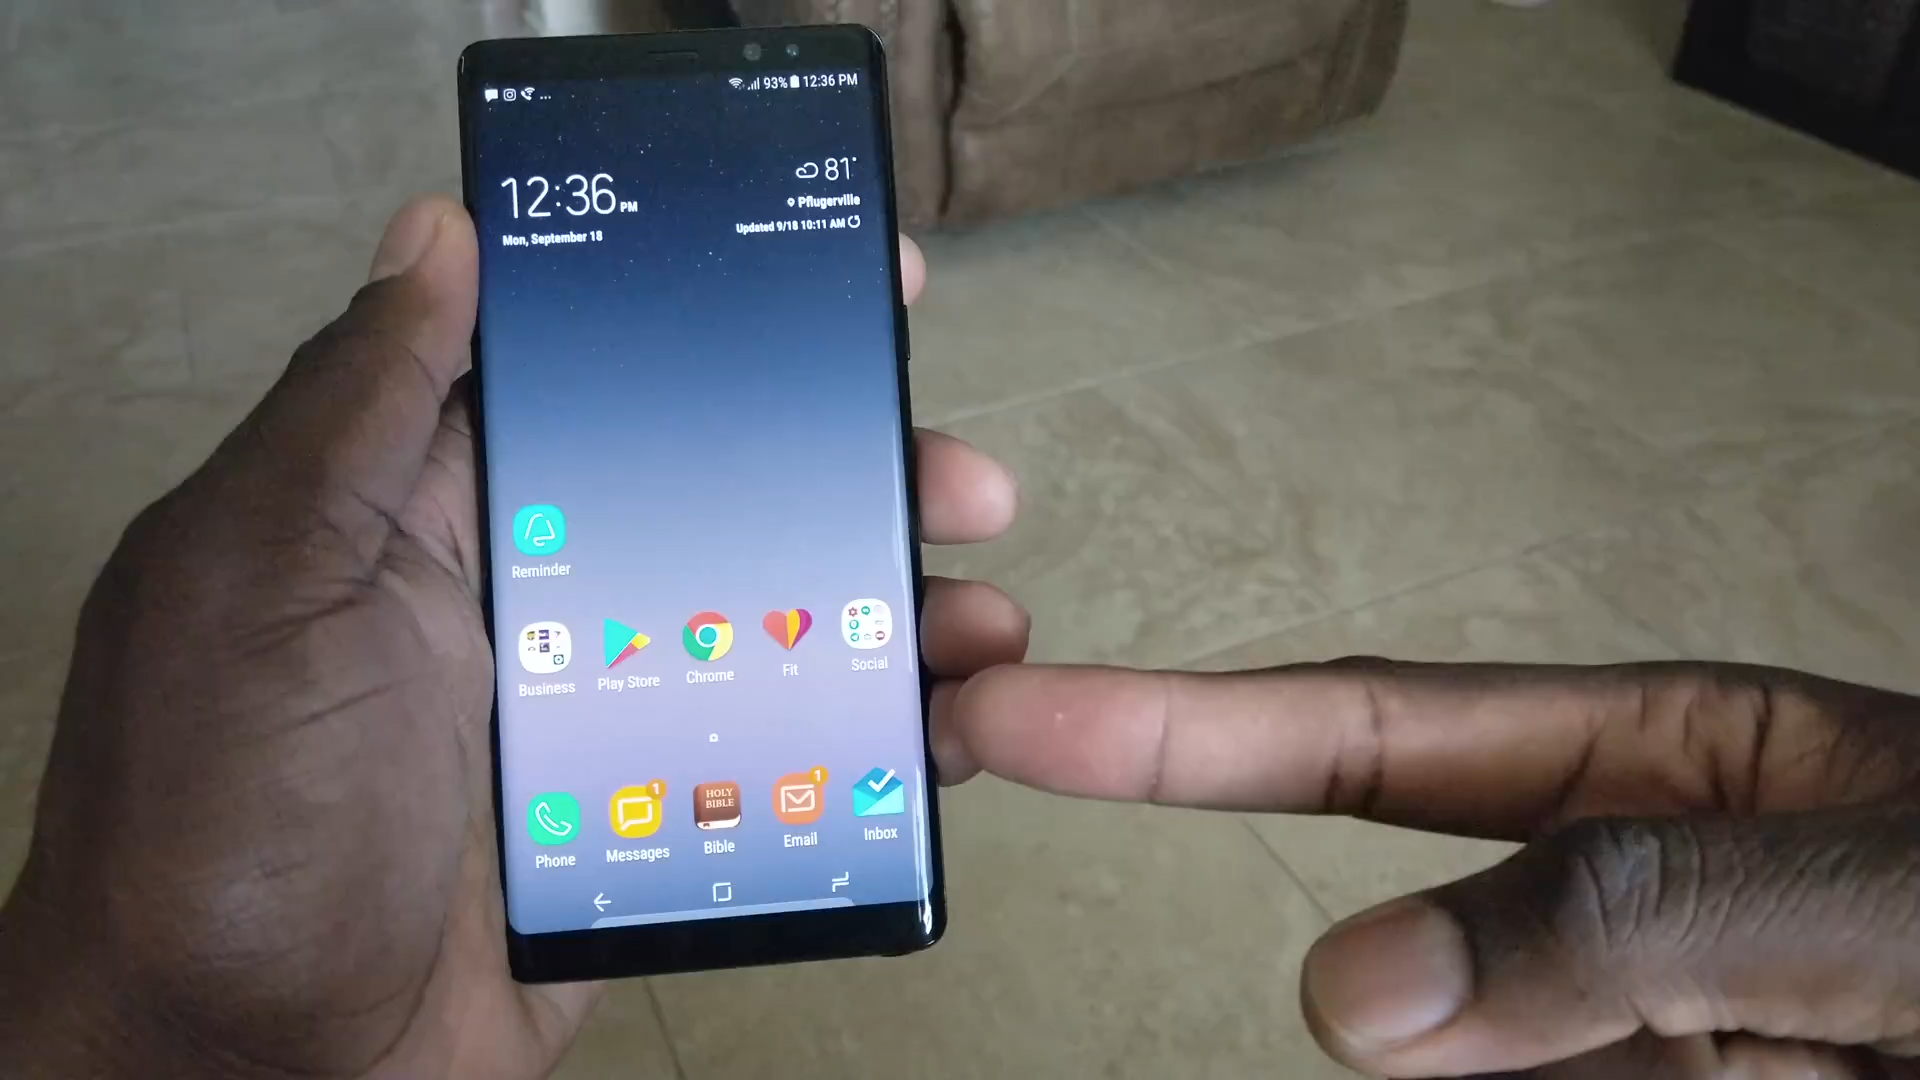 93% 12:36 PM
12:36 PM
Mon, September 18
81°
Pflugerville
Updated 9/18 10:11 AM
Reminder
Business
Play Store
Chrome
Fit
Social
1
1
HOLY
BIBLE
Phone
Messages
Bible
Email
Inbox